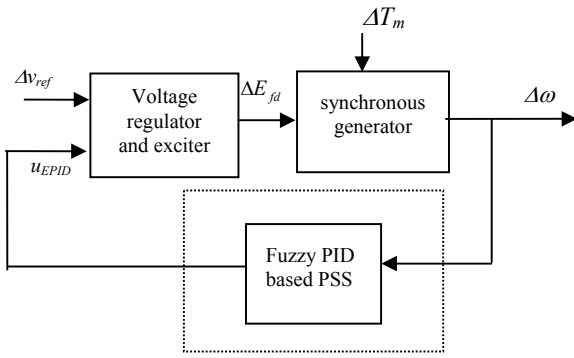 ΔT_m
Δv_ref
Voltage
regulator
and exciter
ΔE_fd
synchronous
generator
Δω
u_EPID
Fuzzy PID
based PSS